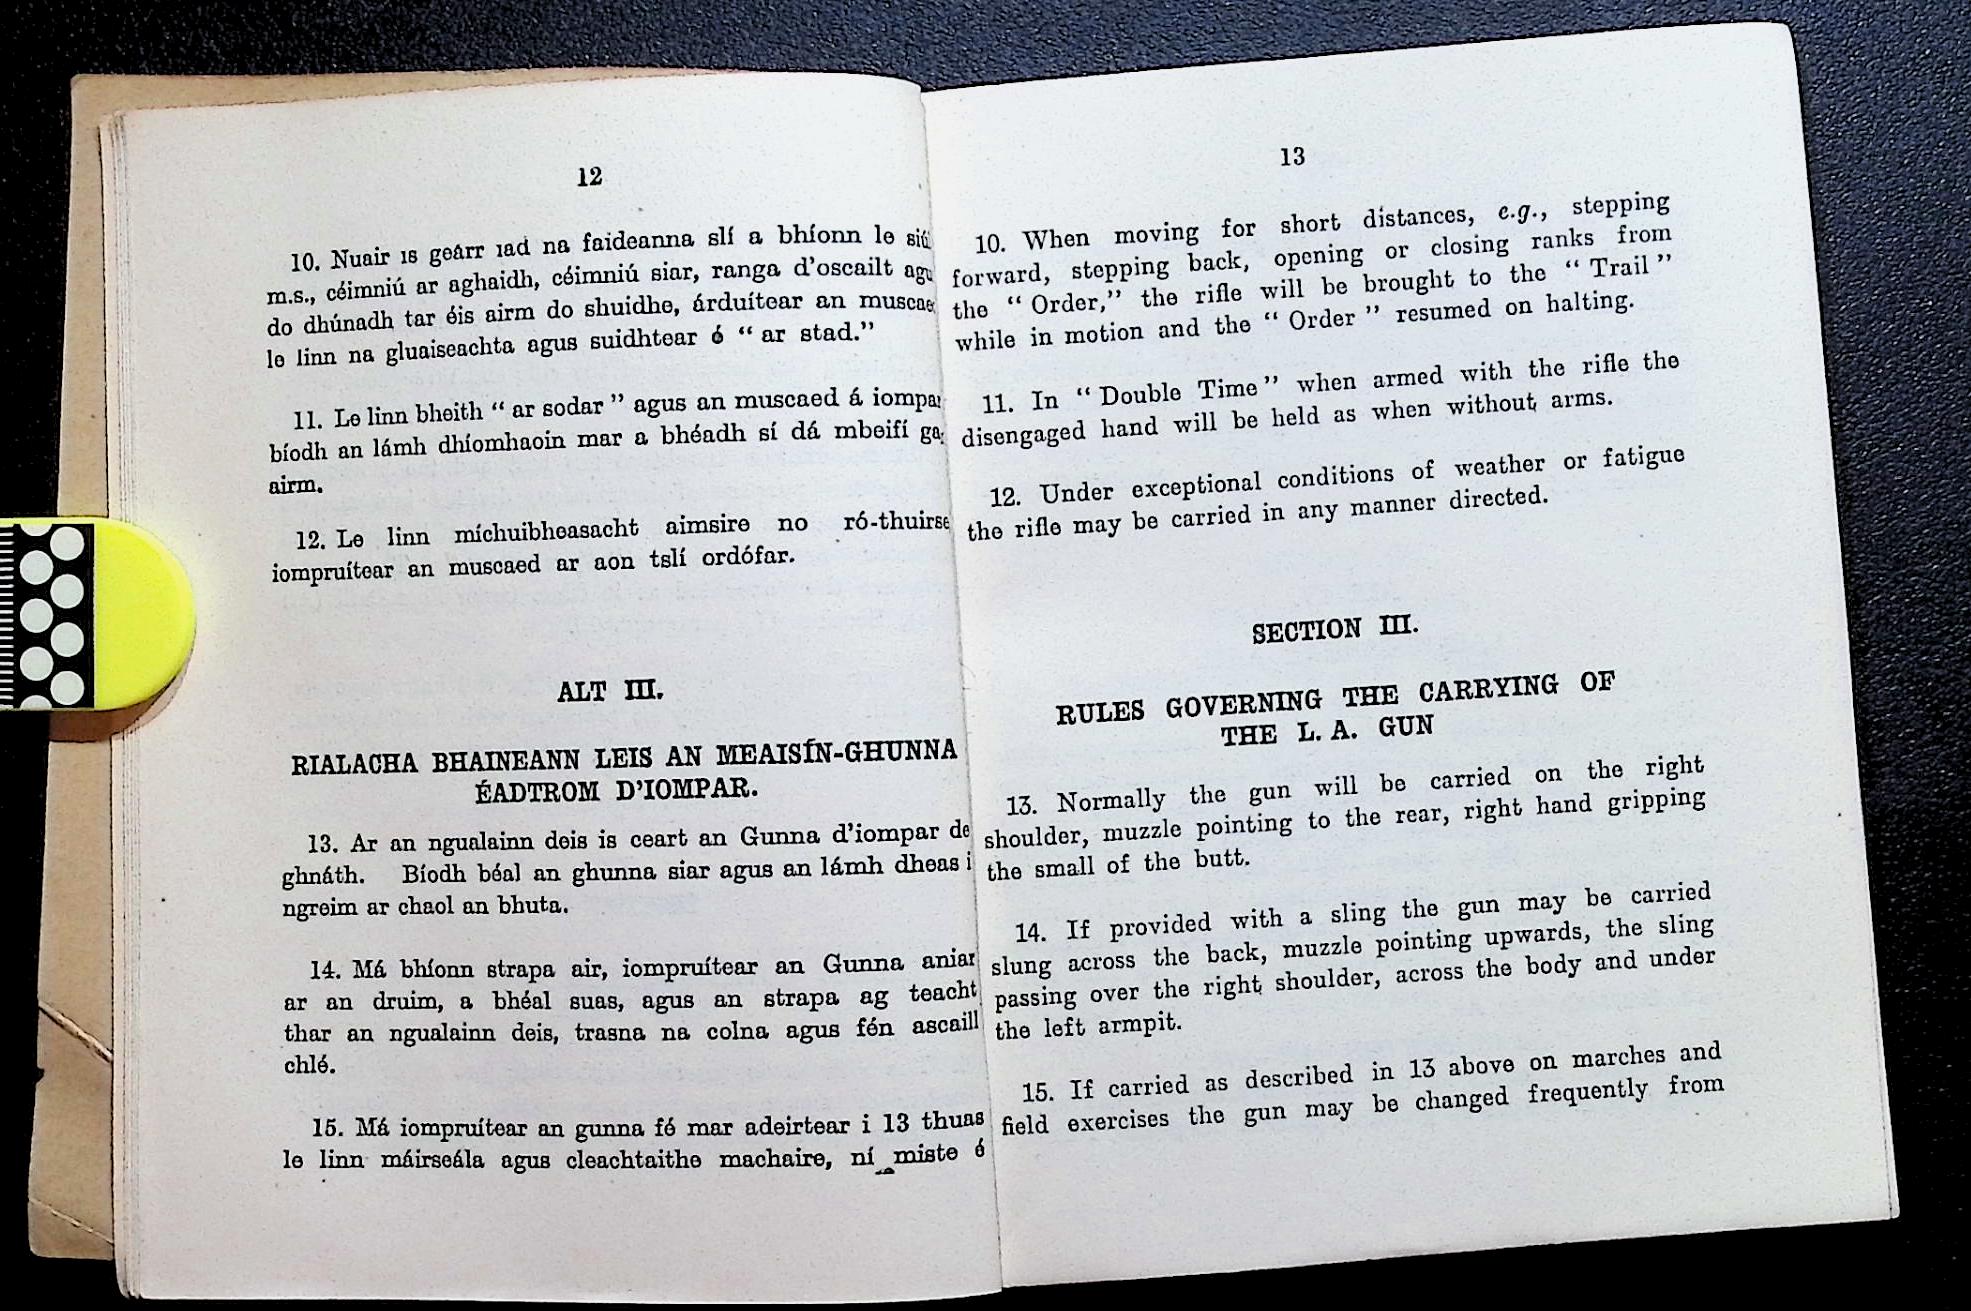 12
10. Nuair is geárr iad na faideanna slí a bhíonn le
m.s., céimniú ar aghaidh, céimniú siar, ranga d'oscailt
do dhúnadh tar éis airm do shuidhe, árduítear an
le linn na gluaiseachta agus suidhtear é “ ar stad.”
11. Le linn bheith “ ar sodar ” agus an muscaed á
bíodh an lámh dhíomhaoin mar a bhéadh sí dá mbeifí
airm.
12. Le linn míchuibheasacht aimsire no ró-thuirse
iompruítear an muscaed ar aon tslí ordófar.
ALT III.
RIALACHA BHAINEANN LEIS AN MEAISÍN-GHUNNA
ÉADTROM D'IOMPAR.
13. Ar an ngualainn deis is ceart an Gunna d'iompar de
ghnáth. Bíodh béal an ghunna siar agus an lámh dheas i
ngreim ar chaol an bhuta.
14. Má bhíonn strapa air, iompruítear an Gunna aniar
ar an druim, a bhéal suas, agus an strapa ag teacht
thar an ngualainn deis, trasna na colna agus fén ascaill
chlé.
15. Má iompruítear an gunna fé mar adeirtear i 13 thuas
le linn máirseála agus cleachtaithe machaire, ní miste é
13
10. When moving for short distances, e.g., stepping
forward, stepping back, opening or closing ranks from
the “ Order,” the rifle will be brought to the “ Trail ”
while in motion and the “ Order ” resumed on halting.
11. In “ Double Time ” when armed with the rifle the
disengaged hand will be held as when without arms.
12. Under exceptional conditions of weather or fatigue
the rifle may be carried in any manner directed.
SECTION III.
RULES GOVERNING THE CARRYING OF
THE L. A. GUN
13. Normally the gun will be carried on the right
shoulder, muzzle pointing to the rear, right hand gripping
the small of the butt.
14. If provided with a sling the gun may be carried
slung across the back, muzzle pointing upwards, the sling
passing over the right shoulder, across the body and under
the left armpit.
15. If carried as described in 13 above on marches and
field exercises the gun may be changed frequently from